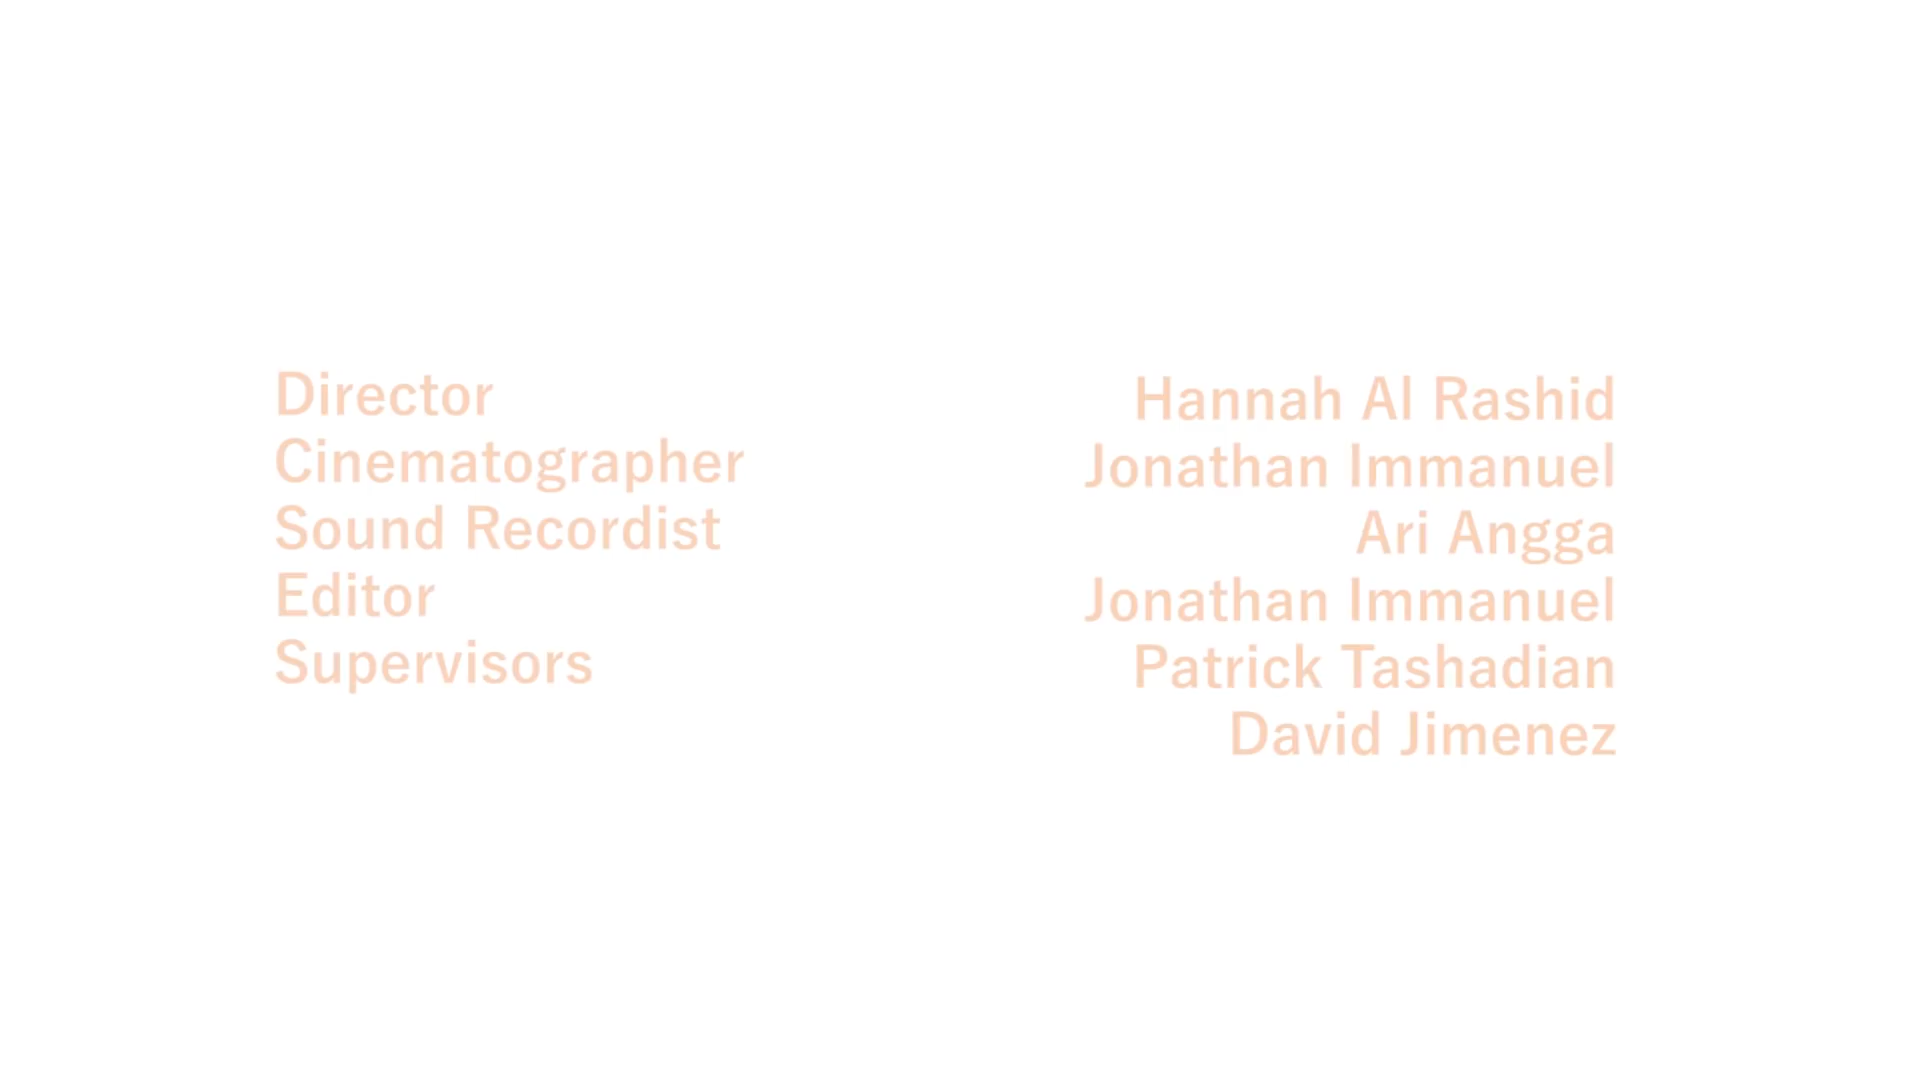 Director Hannah Al Rashid
Cinematographer Jonathan Immanuel
Sound Recordist Ari Angga
Editor Jonathan Immanuel
Supervisors Patrick Tashadian
David Jimenez